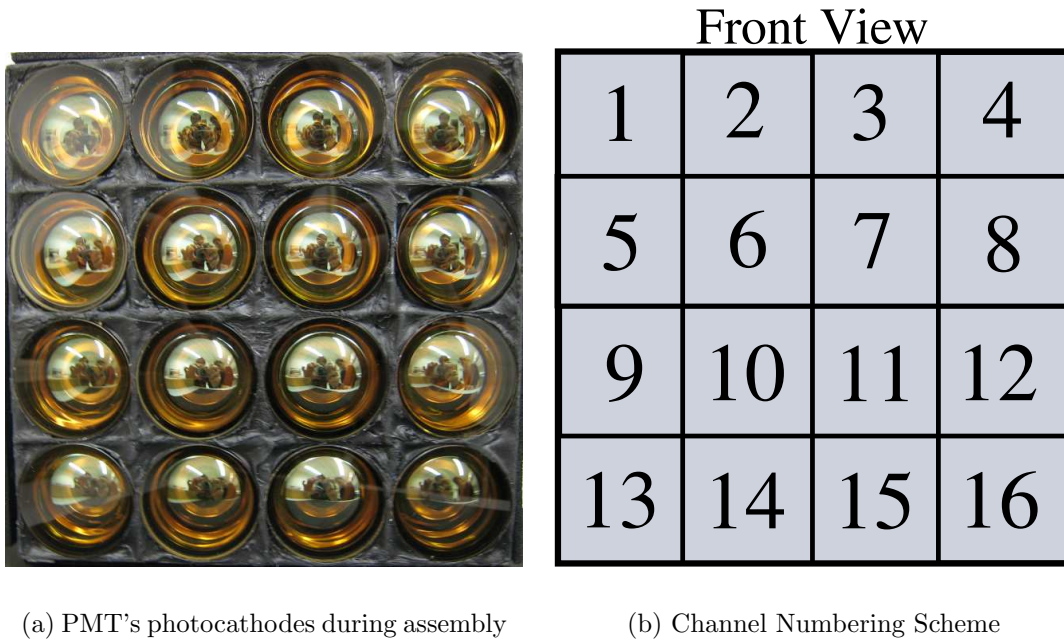 Front View
1 2 3 4
5 6 7 8
9 10 11 12
13 14 15 16
(a) PMT's photocathodes during assembly
(b) Channel Numbering Scheme